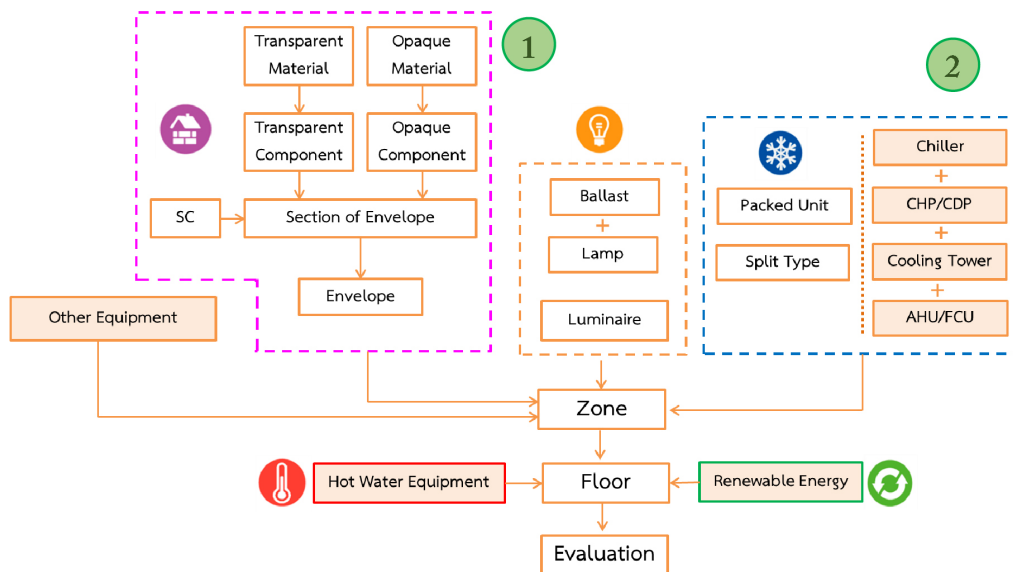 1
2
Transparent
Material
Opaque
Material
Transparent
Component
Opaque
Component
SC
Section of Envelope
Envelope
Other Equipment
Ballast
+
Lamp
Luminaire
Packed Unit
Split Type
Chiller
+
CHP/CDP
+
Cooling Tower
+
AHU/FCU
Zone
Hot Water Equipment
Floor
Renewable Energy
Evaluation